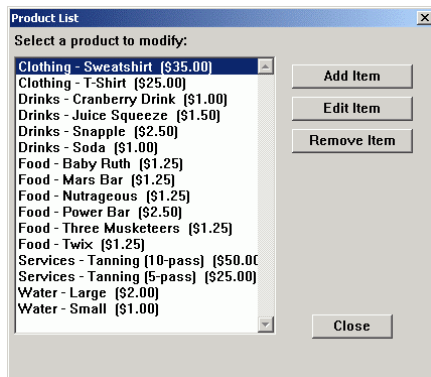 Product List
Select a product to modify:
Clothing - Sweatshirt ($35.00)
Clothing - T-Shirt ($25.00)
Drinks - Cranberry Drink ($1.00)
Drinks - Juice Squeeze ($1.50)
Drinks - Snapple ($2.50)
Drinks - Soda ($1.00)
Food - Baby Ruth ($1.25)
Food - Mars Bar ($1.25)
Food - Nutrageous ($1.25)
Food - Power Bar ($2.50)
Food - Three Musketeers ($1.25)
Food - Twix ($1.25)
Services - Tanning (10-pass) ($50.00
Services - Tanning (5-pass) ($25.00)
Water - Large ($2.00)
Water - Small ($1.00)
Add Item
Edit Item
Remove Item
Close